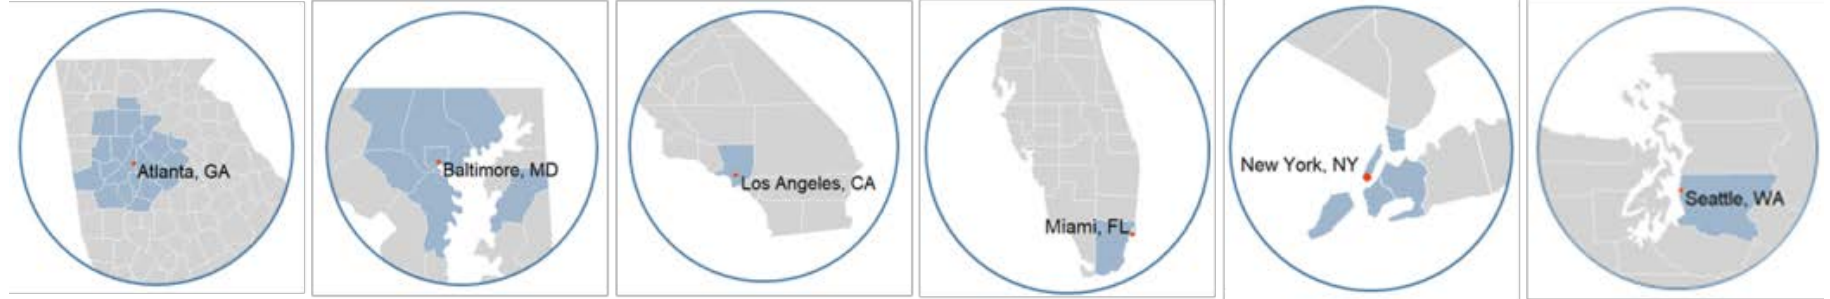 Atlanta, GA
Baltimore, MD
Los Angeles, CA
Miami, FL
New York, NY
Seattle, WA